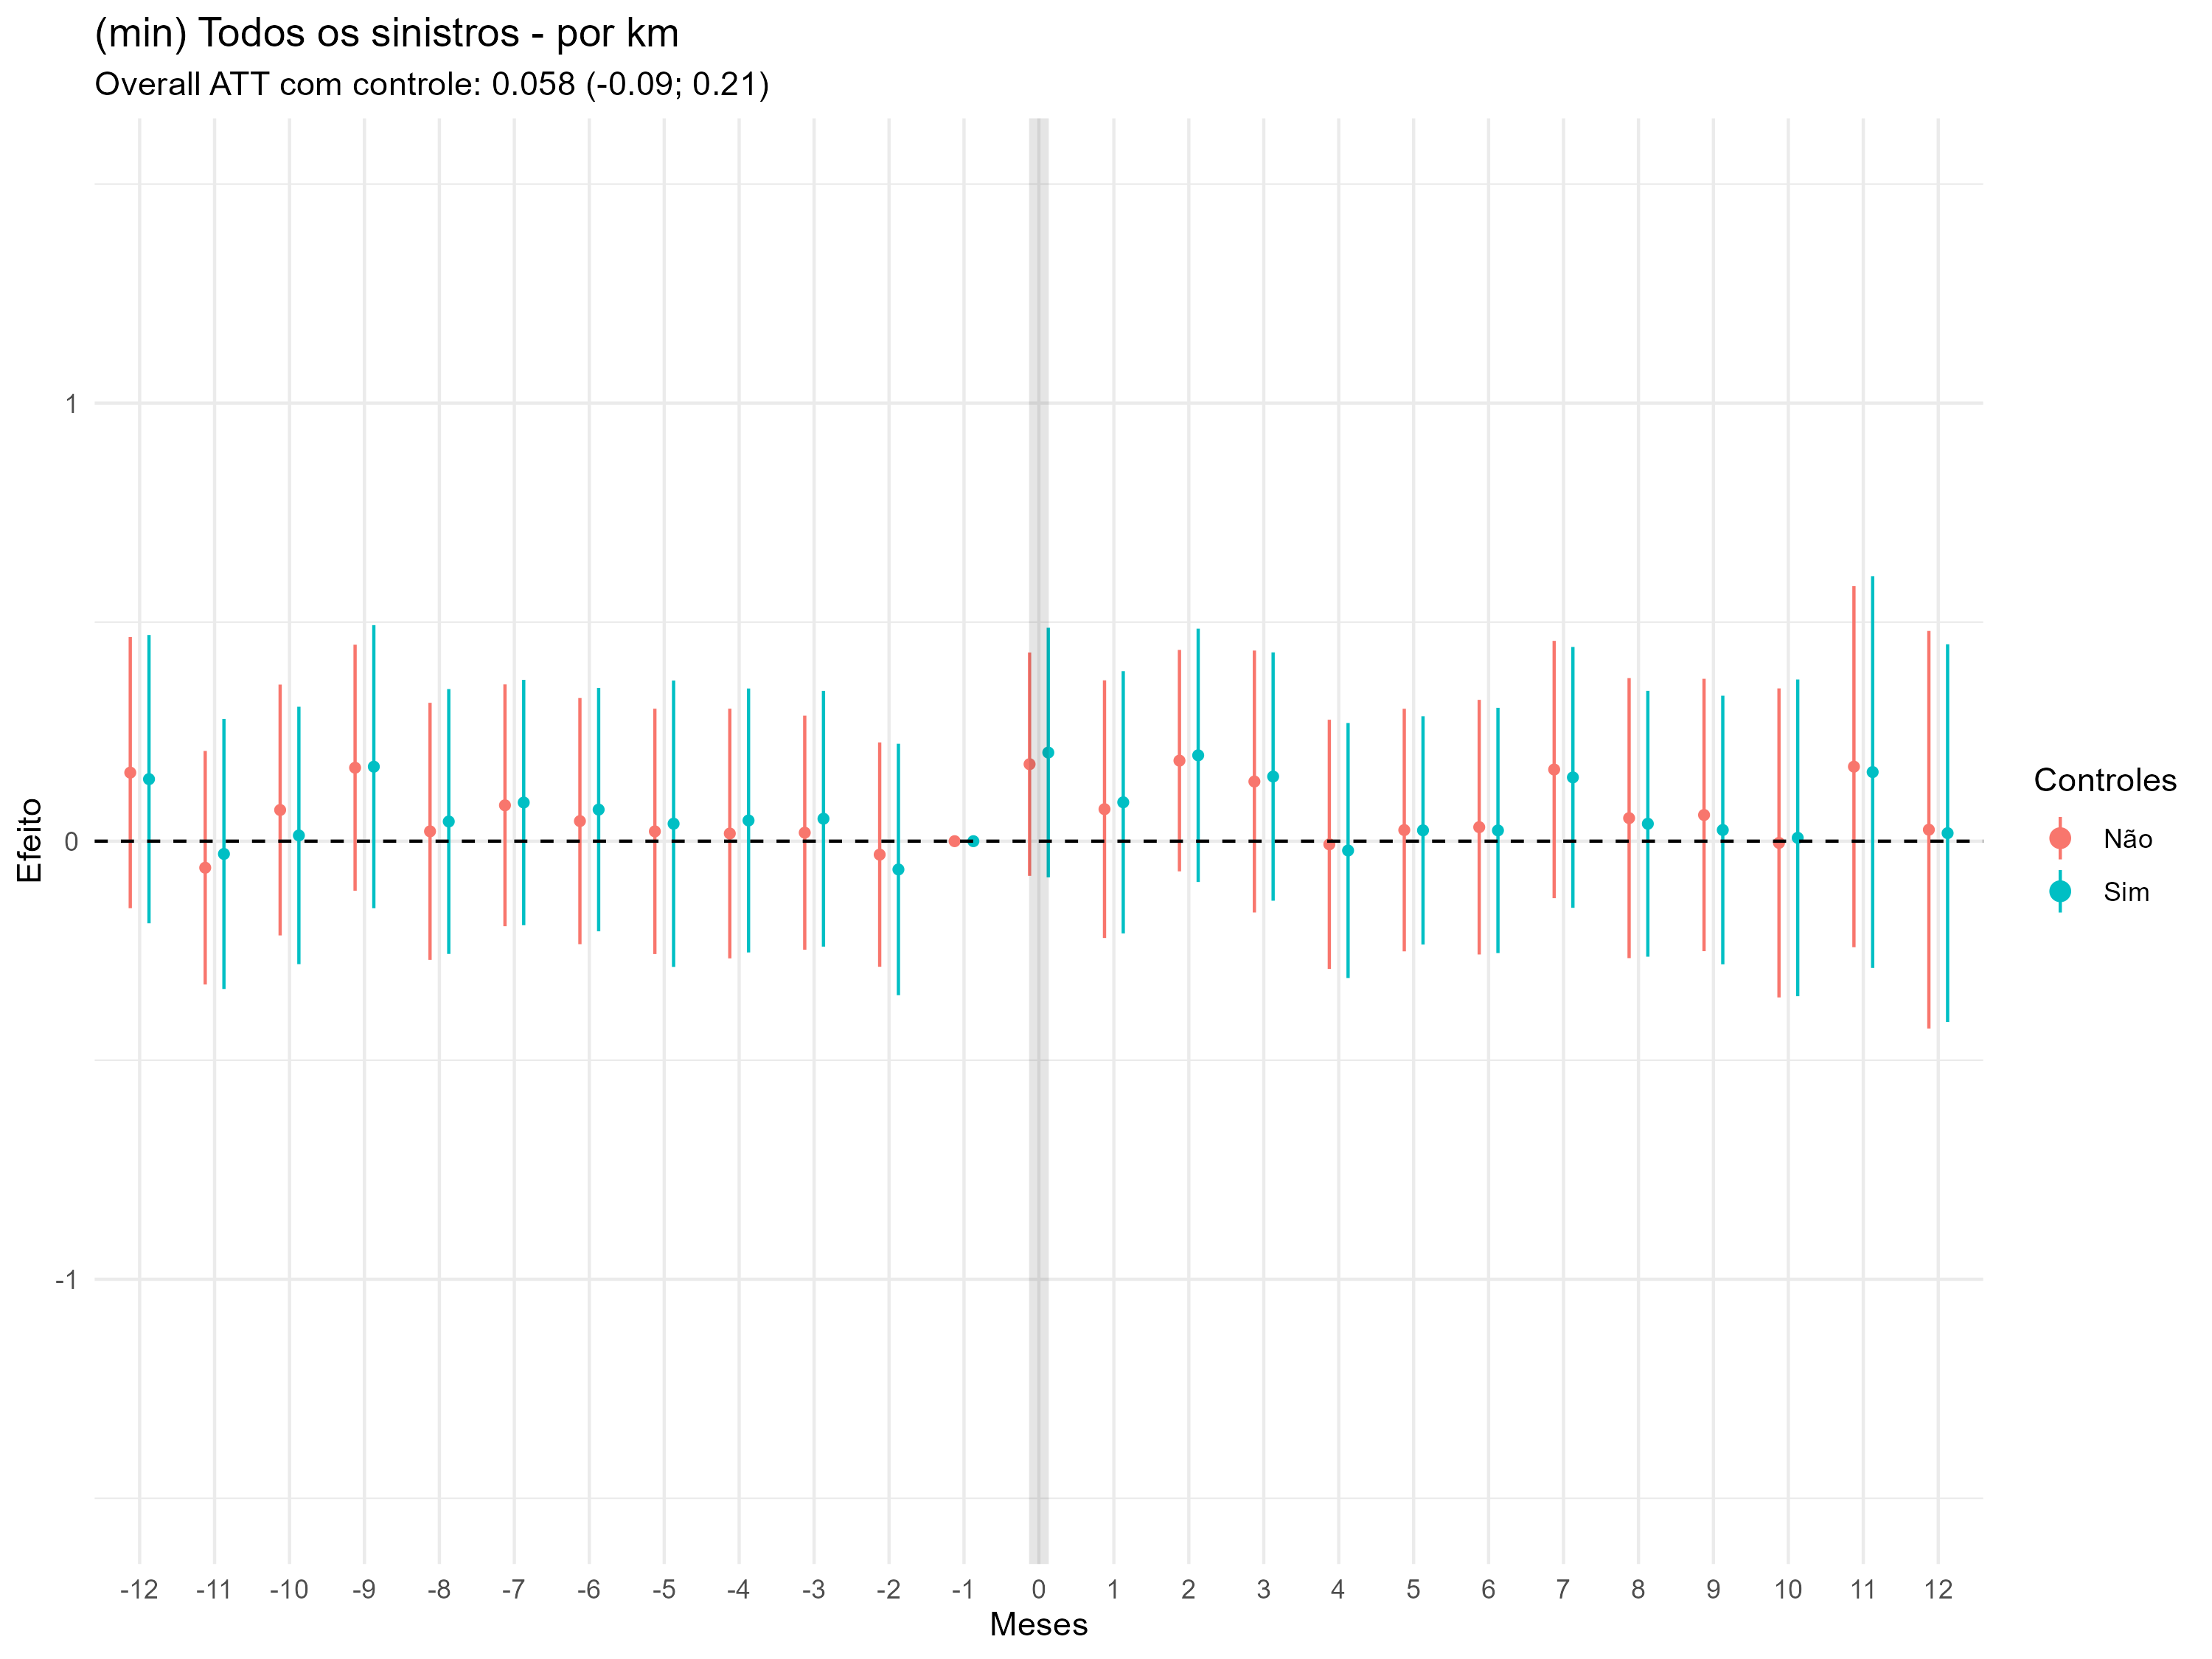 (min) Todos os sinistros - por km
Overall ATT com controle: 0.058 (-0.09; 0.21)
1
0
-1
Efeito
-12 -11 -10 -9 -8 -7 -6 -5 -4 -3 -2 -1 0 1 2 3 4 5 6 7 8 9 10 11 12
Meses
Controles
Não
Sim